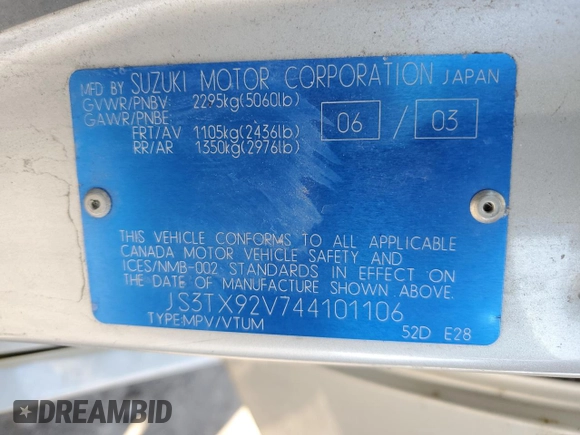 MFD BY SUZUKI MOTOR CORPORATION JAPAN
GVWR/PNBV 2295kg(5060lb)
GAWR/PNBE
FRT/AV 1105kg(2436lb) 06 / 03
RR/AR 1350kg(2976lb)
THIS VEHICLE CONFORMS TO ALL APPLICABLE
CANADA MOTOR VEHICLE SAFETY AND
ICES/NMB-002 STANDARDS IN EFFECT ON
THE DATE OF MANUFACTURE SHOWN ABOVE.
JS3TX92V744101106
TYPE:MPV/VTUM 52D E28
DREAMBID